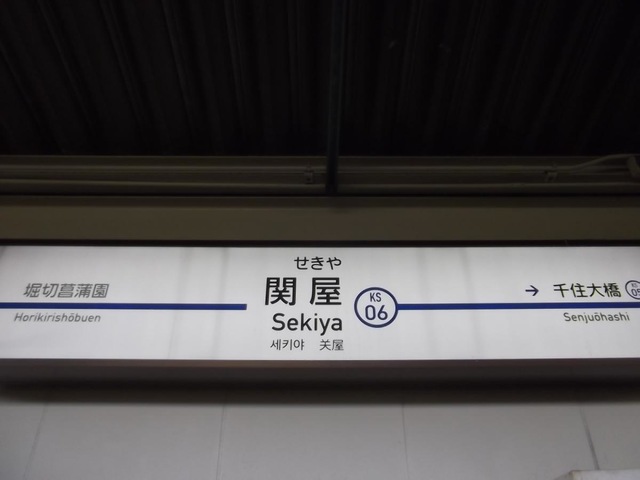 堀切菖蒲園
Horikirishōbuen
せきや
関屋
Sekiya
세키야 关屋
KS
06
→ 千住大橋
Senjuōhashi
05